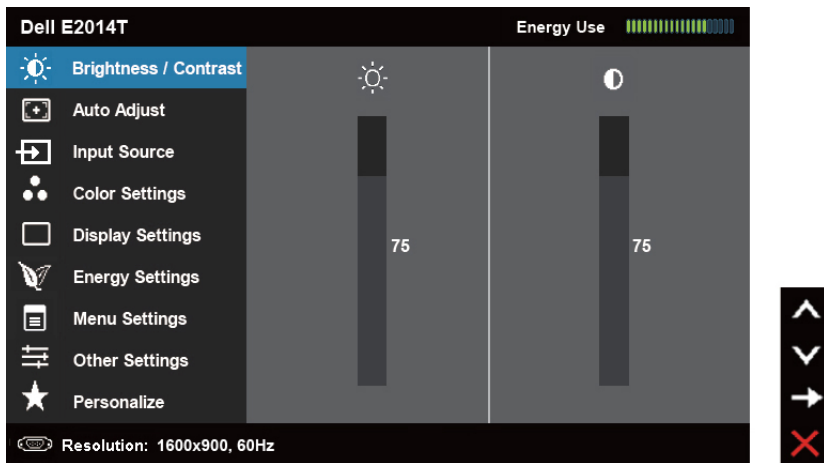 Dell E2014T
Energy Use
Brightness / Contrast
Auto Adjust
Input Source
Color Settings
Display Settings
Energy Settings
Menu Settings
Other Settings
Personalize
75
75
Resolution: 1600x900, 60Hz